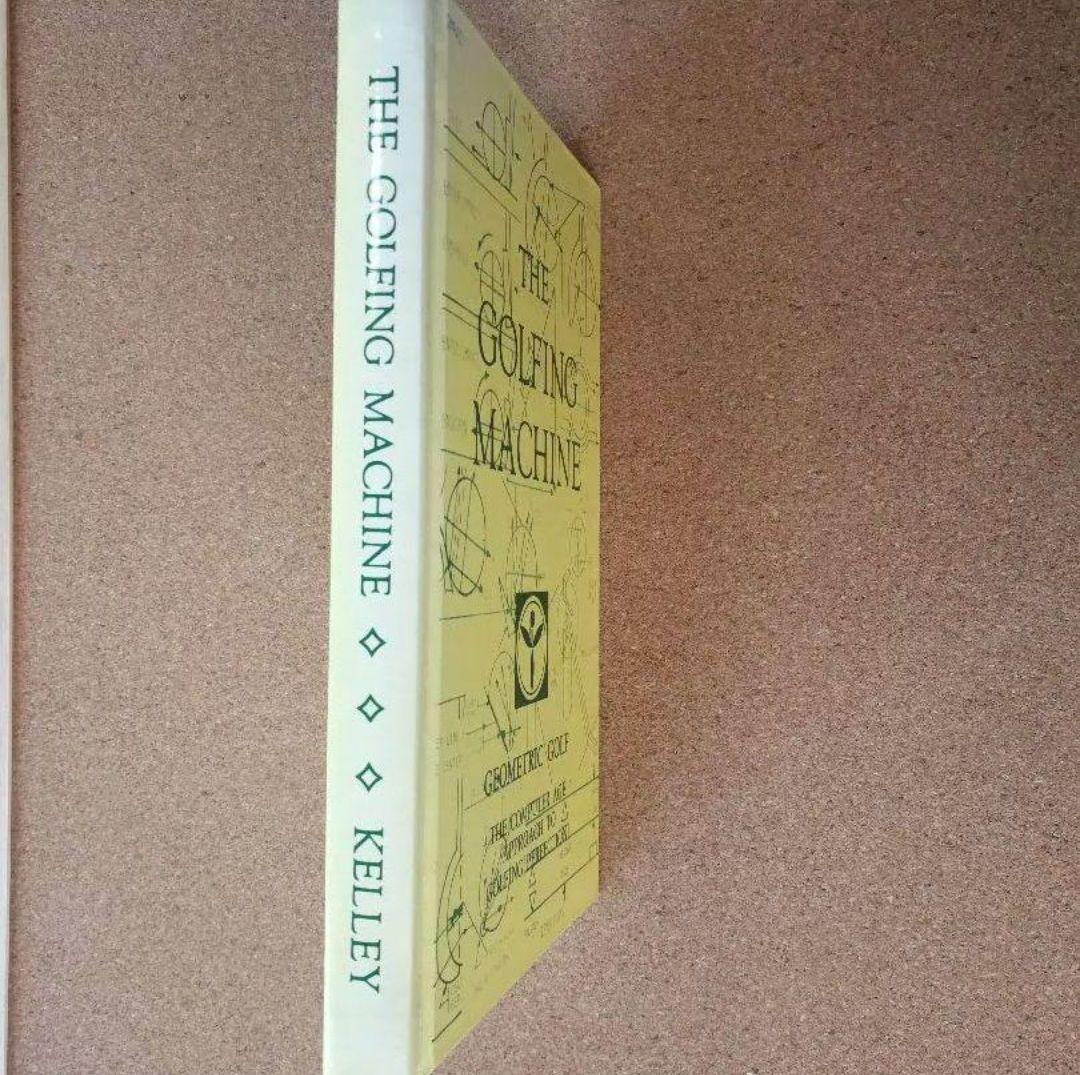 THE GOLFING MACHINE ◇ ◇ ◇ KELLEY
THE
GOLFING
MACHINE
GEOMETRIC GOLF
THE COMPUTER AGE
APPROACH TO
GOLFING PERFECTION